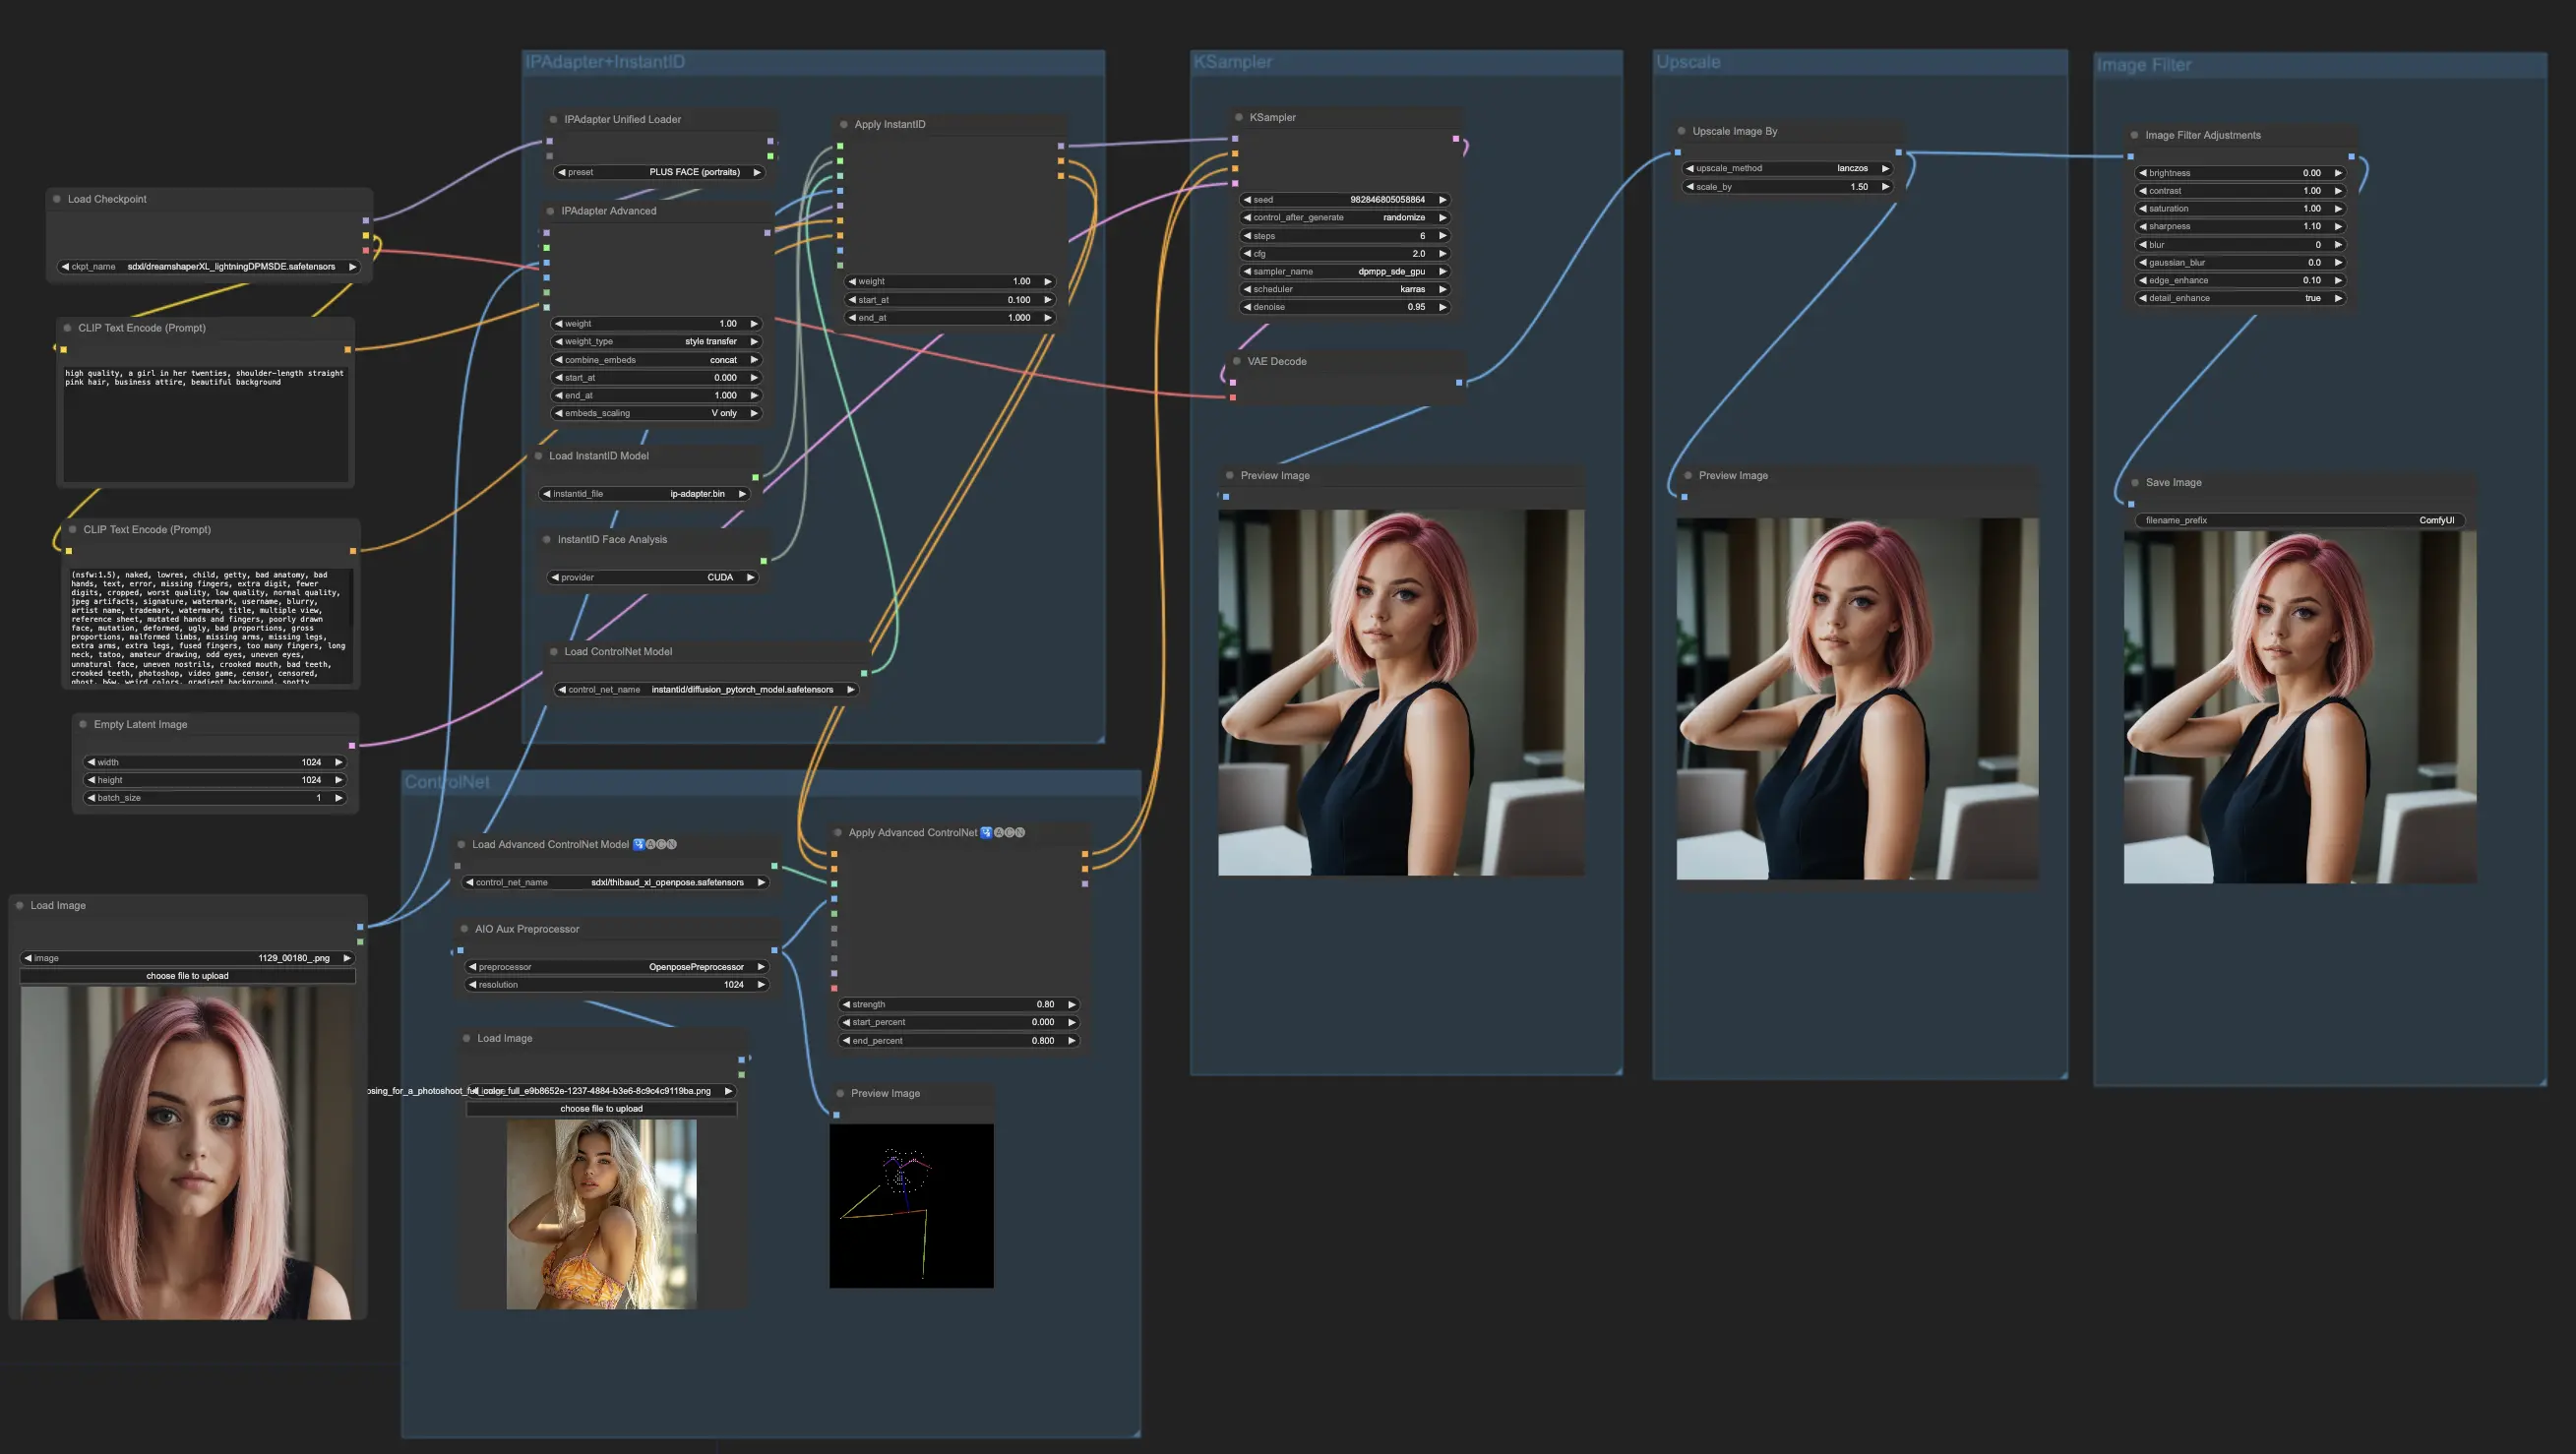 Load Checkpoint
ckpt_name sdxl/dreamshaperXL_lightningDPMSDE.safetensors
CLIP Text Encode (Prompt)
high quality, a girl in her twenties, shoulder-length straight
pink hair, business attire, beautiful background
CLIP Text Encode (Prompt)
(nsfw:1.5), naked, lowres, child, getty, bad anatomy, bad
hands, text, error, missing fingers, extra digit, fewer
digits, cropped, worst quality, low quality, normal quality,
jpeg artifacts, signature, watermark, username, blurry,
artist name, trademark, watermark, title, multiple view,
reference sheet, mutated hands and fingers, poorly drawn
face, mutation, deformed, ugly, bad proportions, gross
proportions, malformed limbs, missing arms, missing legs,
extra arms, extra legs, fused fingers, too many fingers, long
neck, tatoo, amateur drawing, odd eyes, uneven eyes,
unnatural face, uneven nostrils, crooked mouth, bad teeth,
crooked teeth, photoshop, video game, censor, censored,
ghost, b&w, weird colors, gradient background, spotty
Empty Latent Image
width 1024
height 1024
batch_size 1
Load Image
image 1129_00180_.png
choose file to upload
IPAdapter+InstantID
IPAdapter Unified Loader
preset PLUS FACE (portraits)
IPAdapter Advanced
weight 1.00
weight_type style transfer
combine_embeds concat
start_at 0.000
end_at 1.000
embeds_scaling V only
Load InstantID Model
instantid_file ip-adapter.bin
InstantID Face Analysis
provider CUDA
Load ControlNet Model
control_net_name instantid/diffusion_pytorch_model.safetensors
Apply InstantID
weight 1.00
start_at 0.100
end_at 1.000
ControlNet
Load Advanced ControlNet Model 🛂🅐🅒🅝
control_net_name sdxl/thibaud_xl_openpose.safetensors
AIO Aux Preprocessor
preprocessor OpenposePreprocessor
resolution 1024
Load Image
osing_for_a_photoshoot_full_e9b8652e-1237-4884-b3e6-8c9c4c9119ba.png
choose file to upload
Apply Advanced ControlNet 🛂🅐🅒🅝
strength 0.80
start_percent 0.000
end_percent 0.800
Preview Image
KSampler
KSampler
seed 982846805058864
control_after_generate randomize
steps 6
cfg 2.0
sampler_name dpmpp_sde_gpu
scheduler karras
denoise 0.95
VAE Decode
Preview Image
Upscale
Upscale Image By
upscale_method lanczos
scale_by 1.50
Preview Image
Image Filter
Image Filter Adjustments
brightness 0.00
contrast 1.00
saturation 1.00
sharpness 1.10
blur 0
gaussian_blur 0.0
edge_enhance 0.10
detail_enhance true
Save Image
filename_prefix ComfyUI